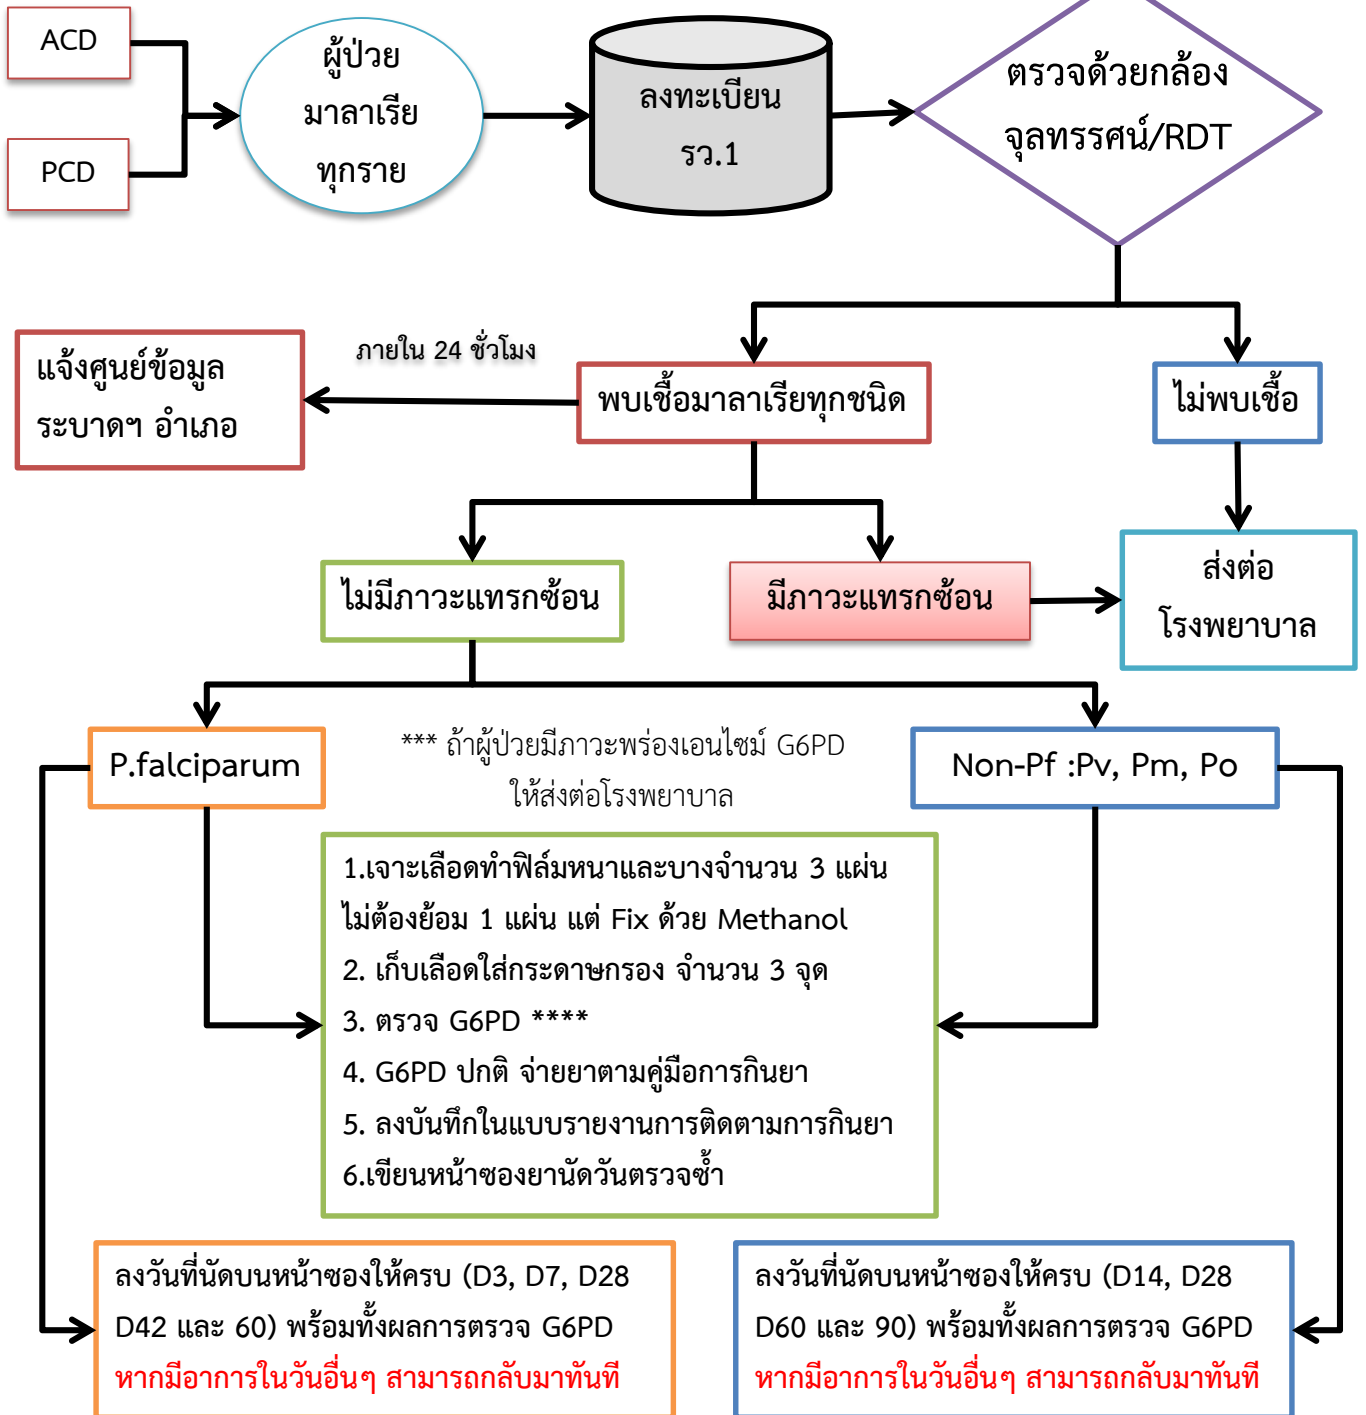 ACD
PCD
ผู้ป่วย
มาลาเรีย
ทุกราย
ลงทะเบียน
รว.1
ตรวจด้วยกล้อง
จุลทรรศน์/RDT
แจ้งศูนย์ข้อมูล
ระบาดฯ อำเภอ
ภายใน 24 ชั่วโมง
พบเชื้อมาลาเรียทุกชนิด
ไม่พบเชื้อ
ไม่มีภาวะแทรกซ้อน
มีภาวะแทรกซ้อน
ส่งต่อ
โรงพยาบาล
P.falciparum
*** ถ้าผู้ป่วยมีภาวะพร่องเอนไซม์ G6PD
ให้ส่งต่อโรงพยาบาล
Non-Pf :Pv, Pm, Po
1.เจาะเลือดทำฟิล์มหนาและบางจำนวน 3 แผ่น
ไม่ต้องย้อม 1 แผ่น แต่ Fix ด้วย Methanol
2. เก็บเลือดใส่กระดาษกรอง จำนวน 3 จุด
3. ตรวจ G6PD ****
4. G6PD ปกติ จ่ายยาตามคู่มือการกินยา
5. ลงบันทึกในแบบรายงานการติดตามการกินยา
6.เขียนหน้าซองยานัดวันตรวจซ้ำ
ลงวันที่นัดบนหน้าซองให้ครบ (D3, D7, D28
D42 และ 60) พร้อมทั้งผลการตรวจ G6PD
หากมีอาการในวันอื่นๆ สามารถกลับมาทันที
ลงวันที่นัดบนหน้าซองให้ครบ (D14, D28
D60 และ 90) พร้อมทั้งผลการตรวจ G6PD
หากมีอาการในวันอื่นๆ สามารถกลับมาทันที